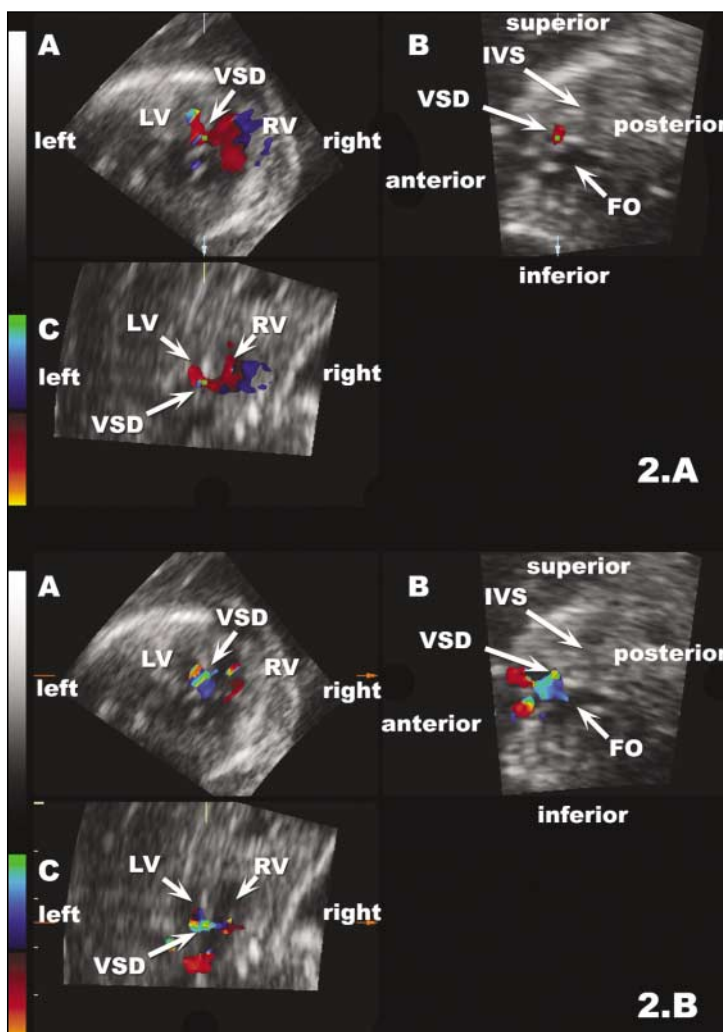 A
VSD
LV
RV
left
right
B
superior
IVS
VSD
posterior
anterior
FO
inferior
C
LV
RV
left
right
VSD
2.A
A
VSD
LV
RV
left
right
B
superior
IVS
VSD
posterior
anterior
FO
inferior
C
LV
RV
left
right
VSD
2.B